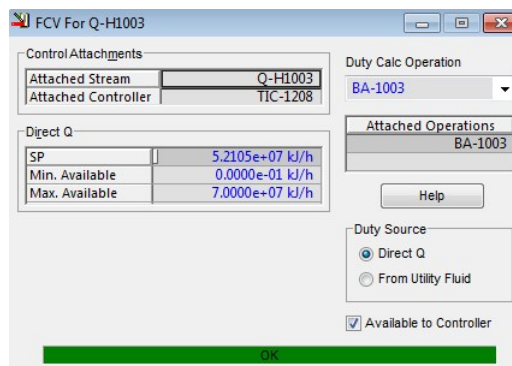 FCV For Q-H1003
Control Attachments
Attached Stream Q-H1003
Attached Controller TIC-1208
Direct Q
SP 5.2105e+07 kJ/h
Min. Available 0.0000e-01 kJ/h
Max. Available 7.0000e+07 kJ/h
Duty Calc Operation
BA-1003
Attached Operations
BA-1003
Help
Duty Source
Direct Q
From Utility Fluid
Available to Controller
OK